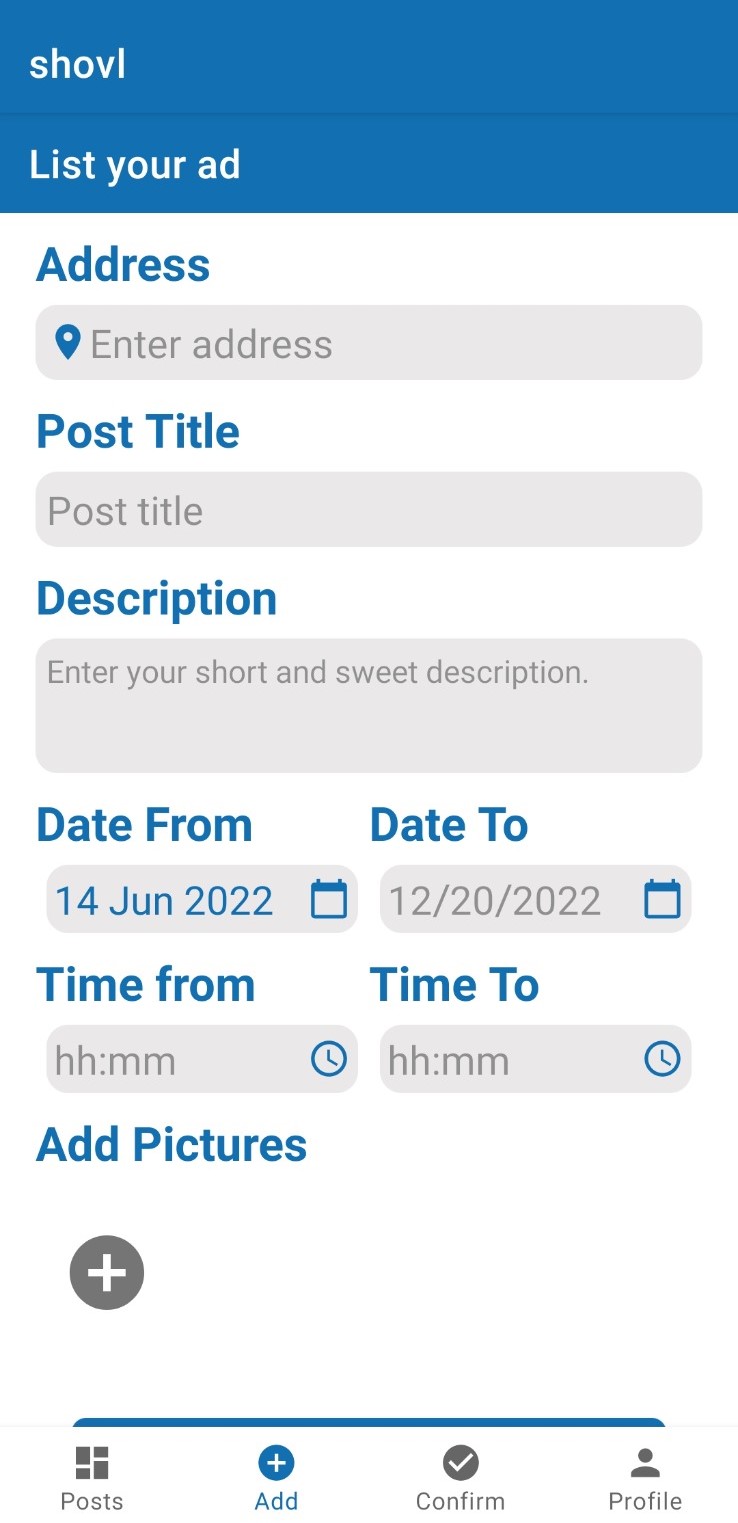 shovl
List your ad
Address
Enter address
Post Title
Post title
Description
Enter your short and sweet description.
Date From Date To
14 Jun 2022 12/20/2022
Time from Time To
hh:mm hh:mm
Add Pictures
Posts Add Confirm Profile